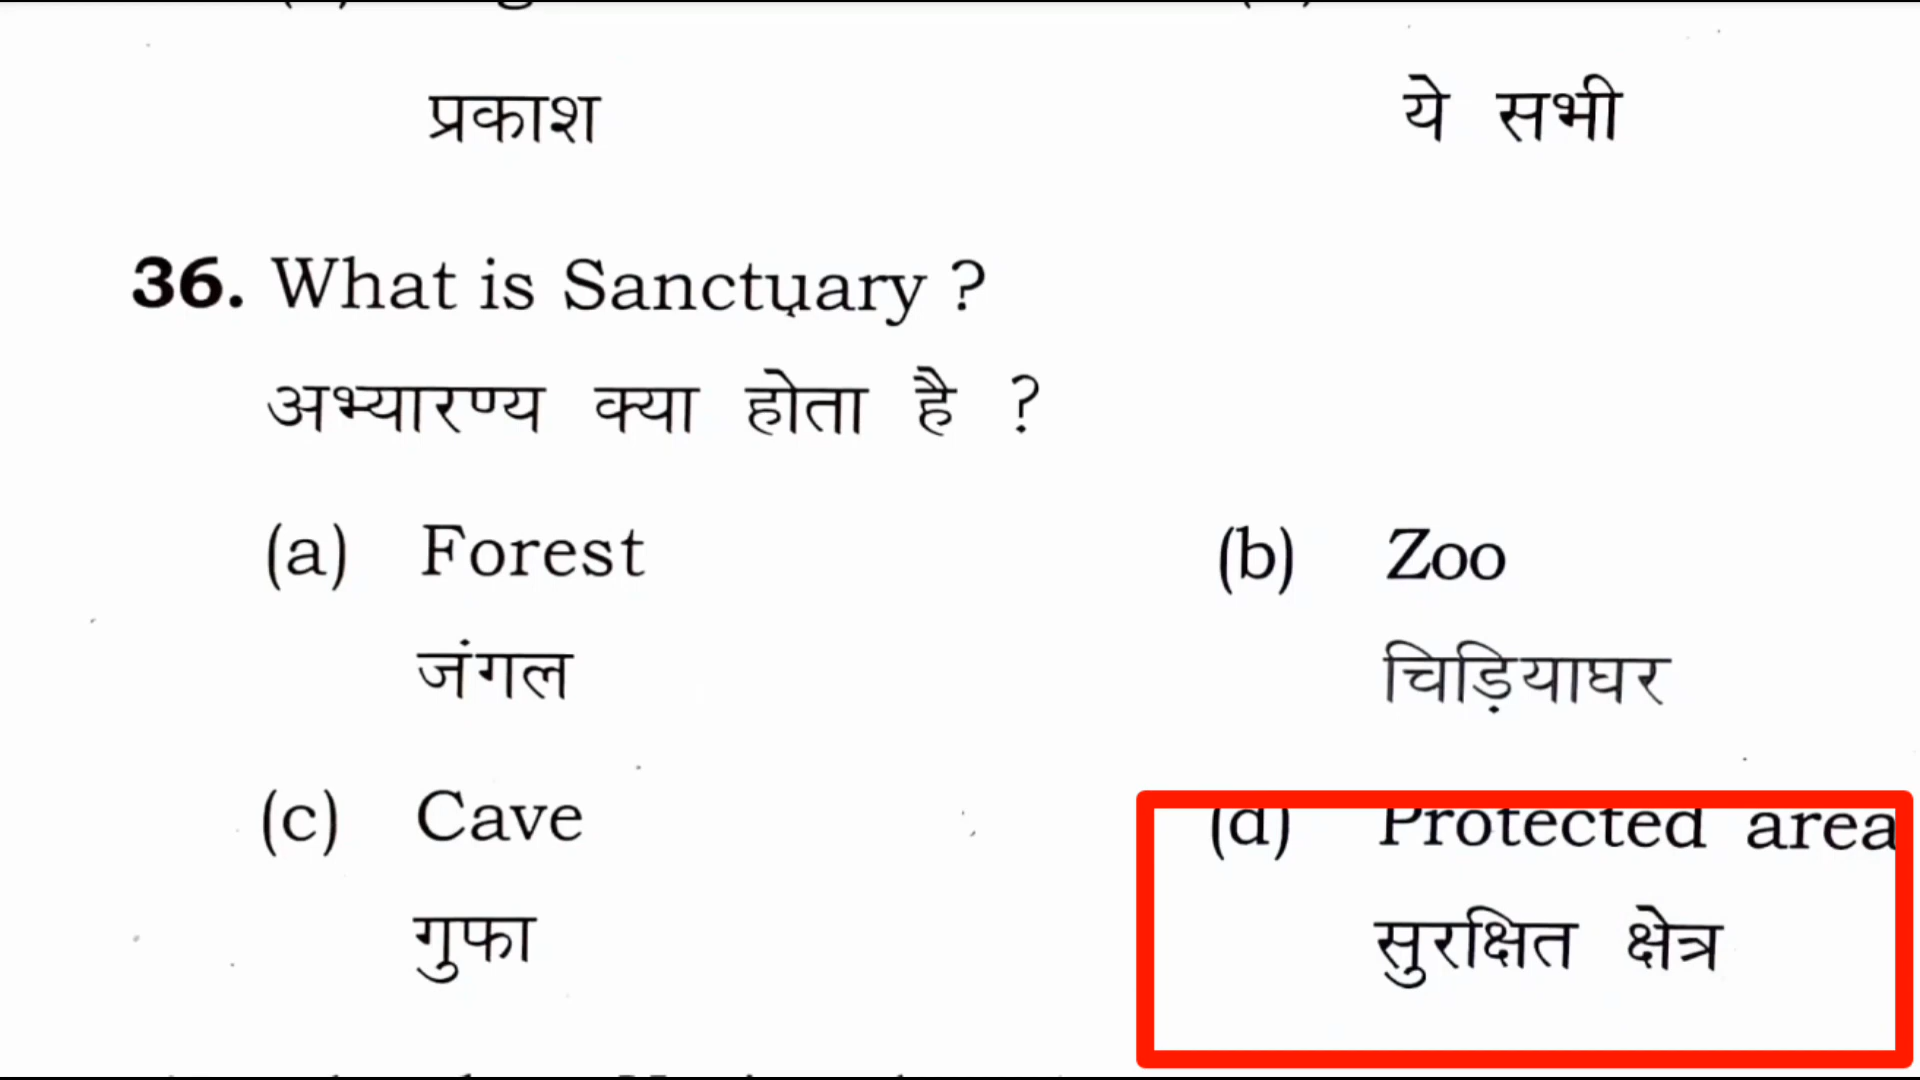 प्रकाश ये सभी
36. What is Sanctuary ?
अभ्यारण्य क्या होता है ?
(a) Forest (b) Zoo
जंगल चिड़ियाघर
(c) Cave (d) Protected area
गुफा सुरक्षित क्षेत्र